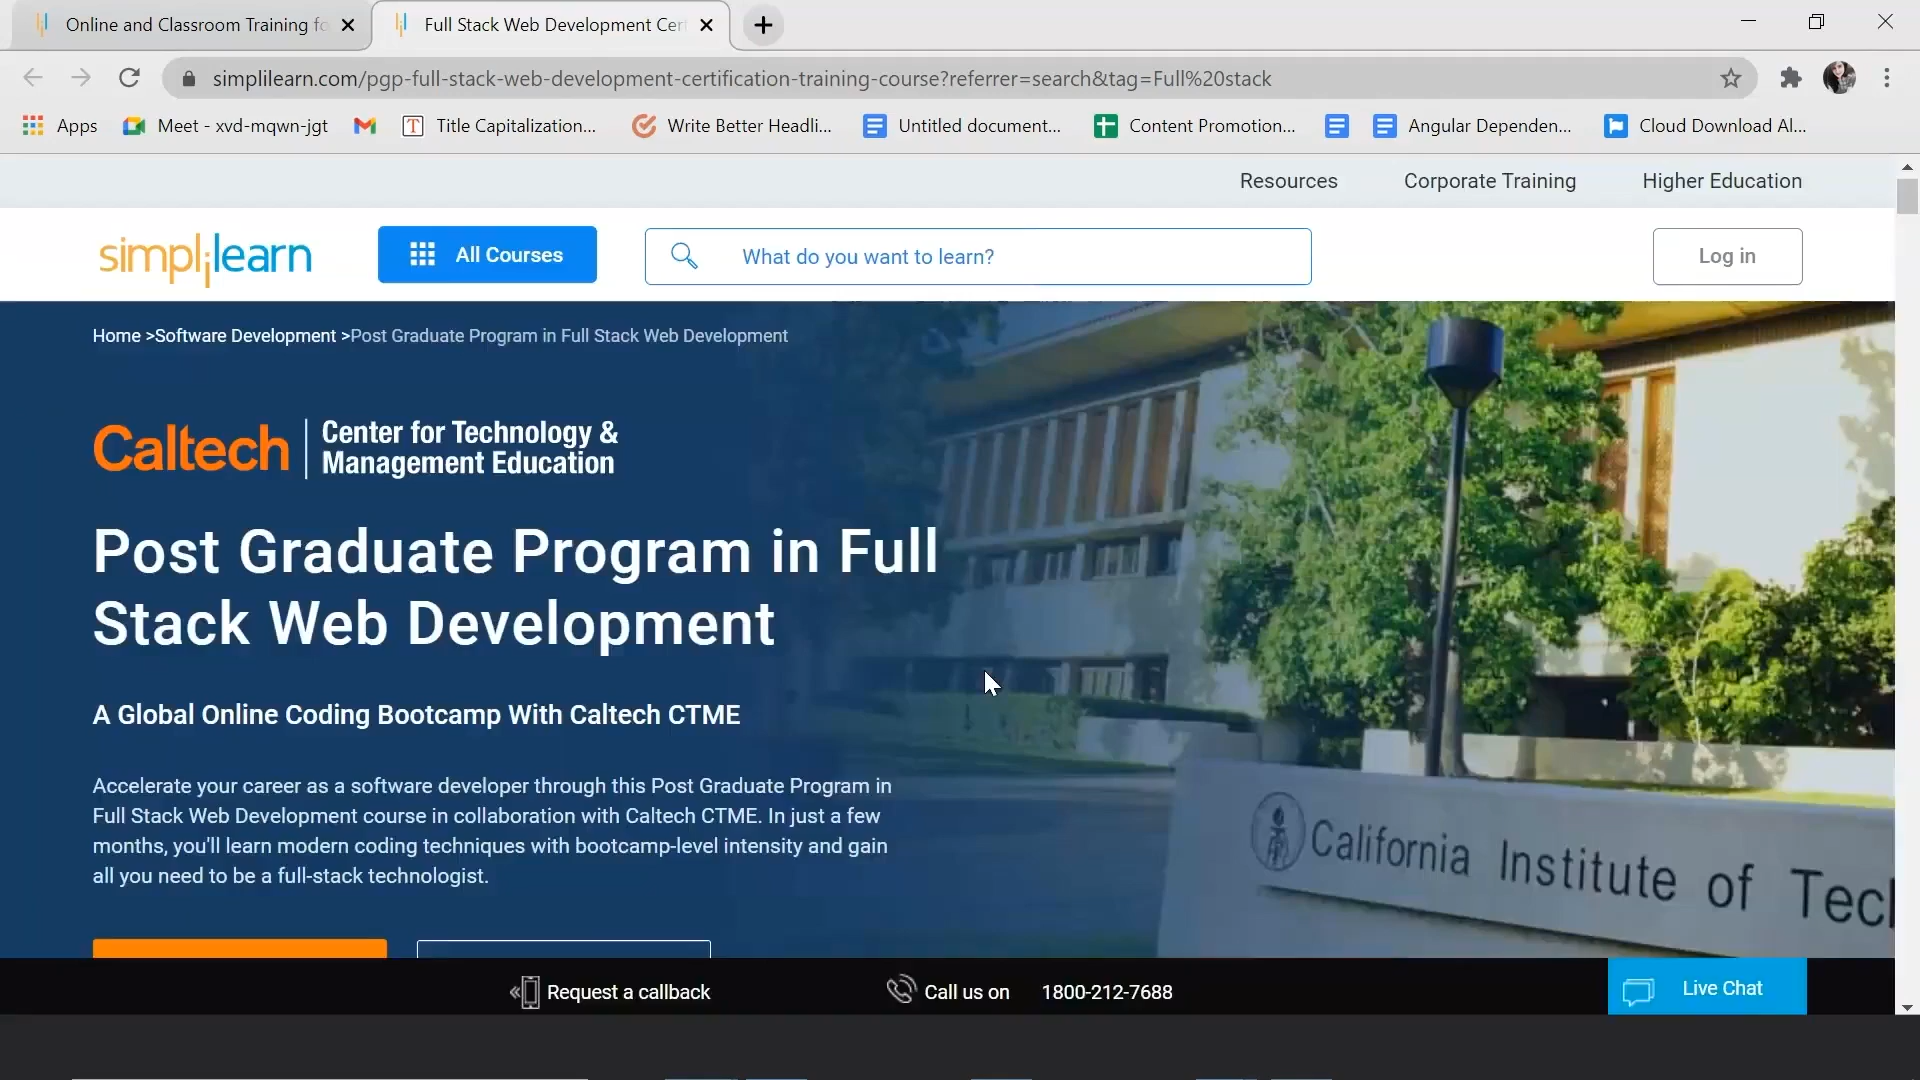 Online and Classroom Training fo
Full Stack Web Development Cert
simplilearn.com/pgp-full-stack-web-development-certification-training-course?referrer=search&tag=Full%20stack
Apps
Meet - xvd-mqwn-jgt
Title Capitalization...
Write Better Headli...
Untitled document...
Content Promotion...
Angular Dependen...
Cloud Download Al...
Resources
Corporate Training
Higher Education
simplilearn
All Courses
What do you want to learn?
Log in
Home >Software Development >Post Graduate Program in Full Stack Web Development
Caltech
Center for Technology &
Management Education
Post Graduate Program in Full
Stack Web Development
A Global Online Coding Bootcamp With Caltech CTME
Accelerate your career as a software developer through this Post Graduate Program in
Full Stack Web Development course in collaboration with Caltech CTME. In just a few
months, you'll learn modern coding techniques with bootcamp-level intensity and gain
all you need to be a full-stack technologist.
California Institute of Tec
Request a callback
Call us on 1800-212-7688
Live Chat